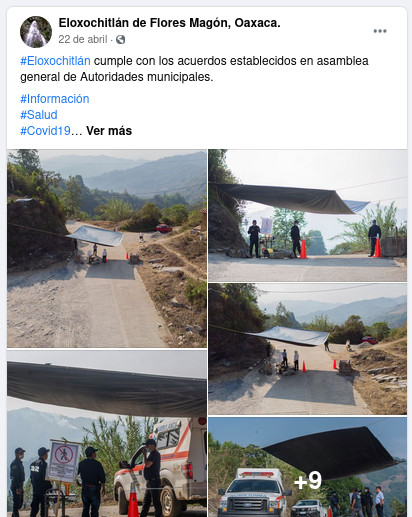 Eloxochitlán de Flores Magón, Oaxaca.
22 de abril ·
#Eloxochitlán cumple con los acuerdos establecidos en asamblea
general de Autoridades municipales.
#Información
#Salud
#Covid19... Ver más
+9